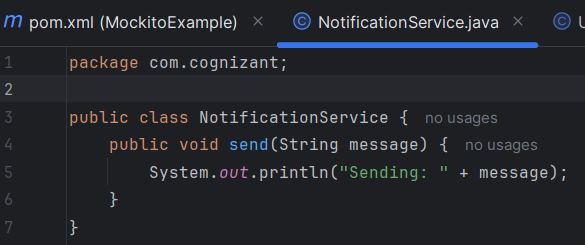 m pom.xml (MockitoExample) × © NotificationService.java × ©
1 package com.cognizant;
2
3 public class NotificationService { no usages
4 public void send(String message) { no usages
5 System.out.println("Sending: " + message);
6 }
7 }